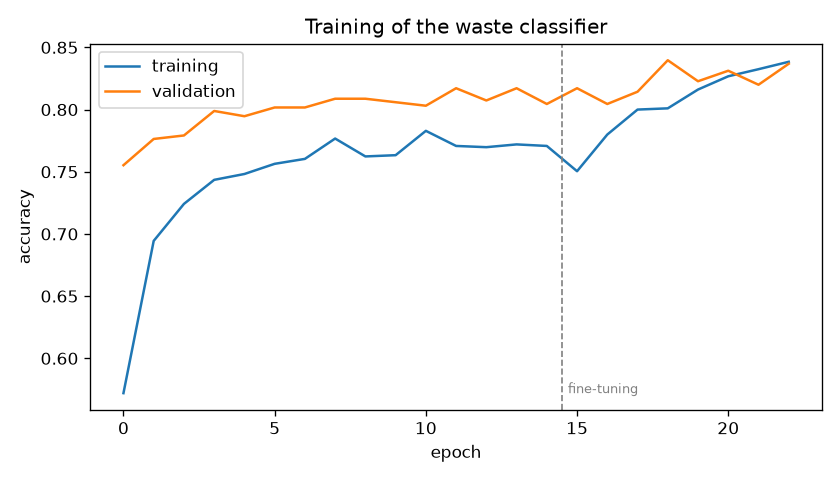 Training of the waste classifier
training
validation
accuracy
0.85
0.80
0.75
0.70
0.65
0.60
fine-tuning
0
5
10
15
20
epoch